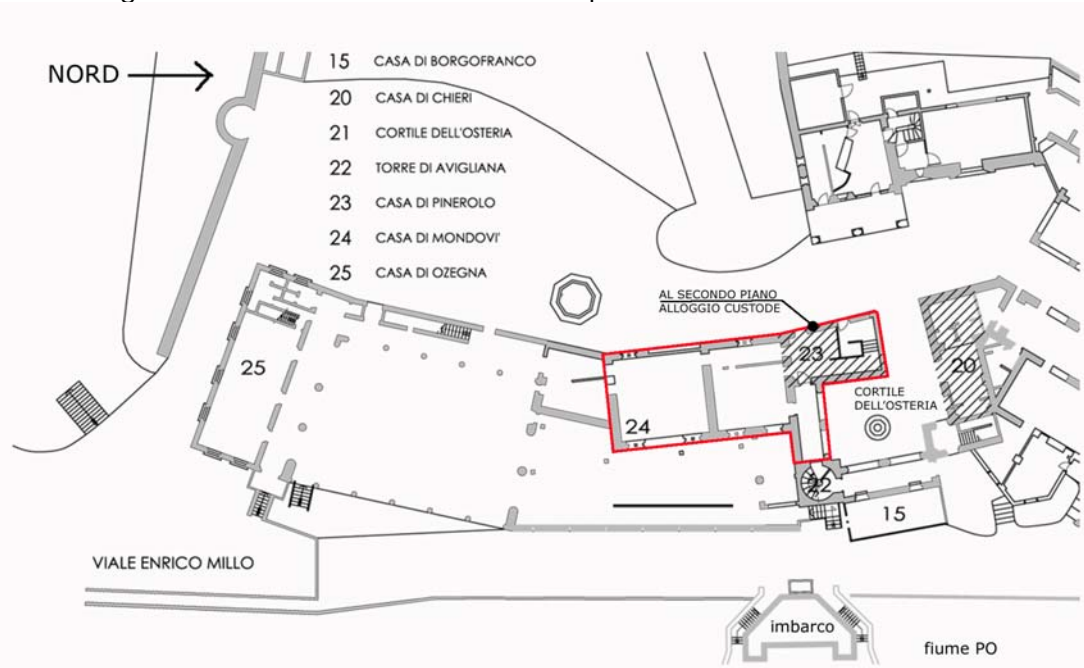 NORD
15 CASA DI BORGOFRANCO
20 CASA DI CHIERI
21 CORTILE DELL'OSTERIA
22 TORRE DI AVIGLIANA
23 CASA DI PINEROLO
24 CASA DI MONDOVI'
25 CASA DI OZEGNA
AL SECONDO PIANO
ALLOGGIO CUSTODE
23
20
25
24
CORTILE
DELL'OSTERIA
22
15
VIALE ENRICO MILLO
imbarco
fiume PO